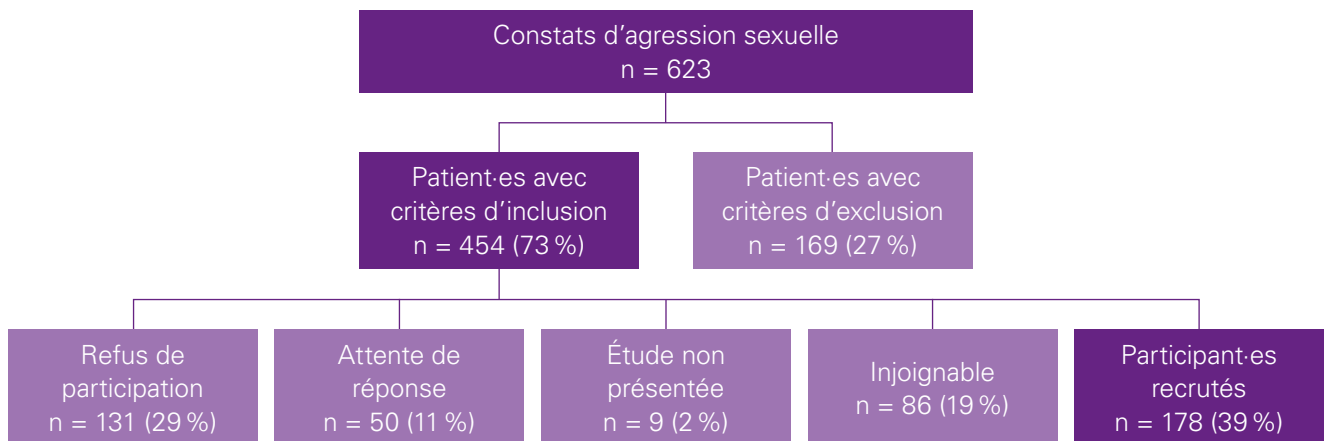 Constats d’agression sexuelle
n = 623
Patient·es avec
critères d’inclusion
n = 454 (73 %)
Patient·es avec
critères d’exclusion
n = 169 (27 %)
Refus de
participation
n = 131 (29 %)
Attente de
réponse
n = 50 (11 %)
Étude non
présentée
n = 9 (2 %)
Injoignable
n = 86 (19 %)
Participant·es
recrutés
n = 178 (39 %)